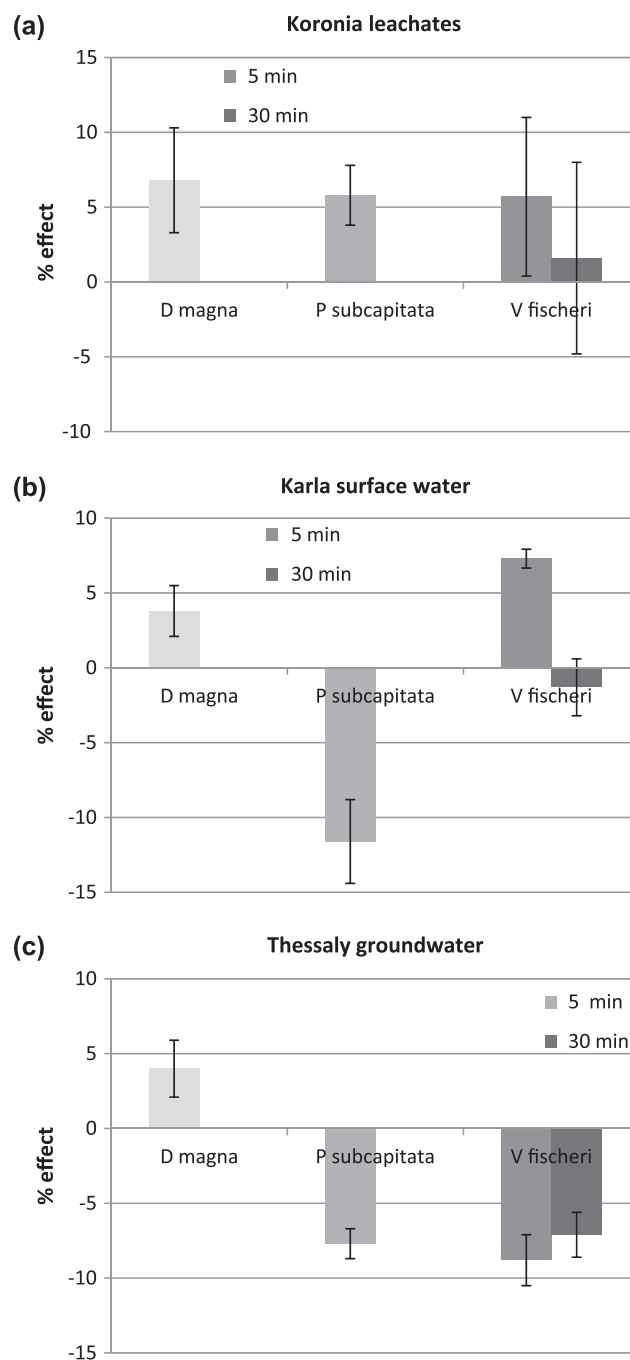 (a) Koronia leachates
15
5 min
30 min
10
5
0
-5
-10
% effect
D magna P subcapitata V fischeri
(b) Karla surface water
10
5 min
30 min
5
0
-5
-10
-15
% effect
D magna P subcapitata V fischeri
(c) Thessaly groundwater
10
5 min
30 min
5
0
-5
-10
-15
% effect
D magna P subcapitata V fischeri